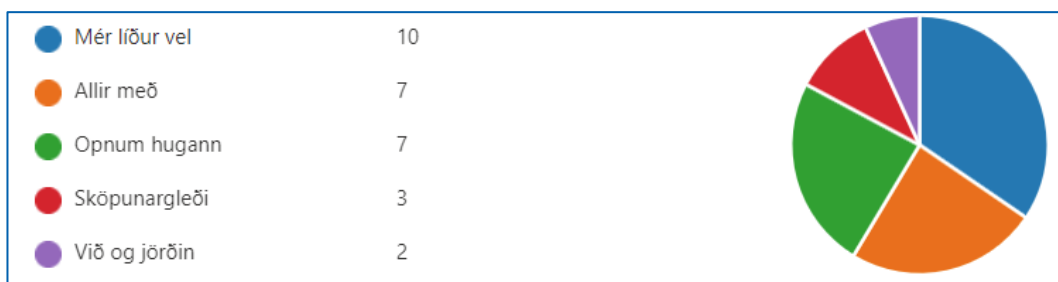 Mér líður vel 10
Allir með 7
Opnum hugann 7
Sköpunargleði 3
Við og jörðin 2